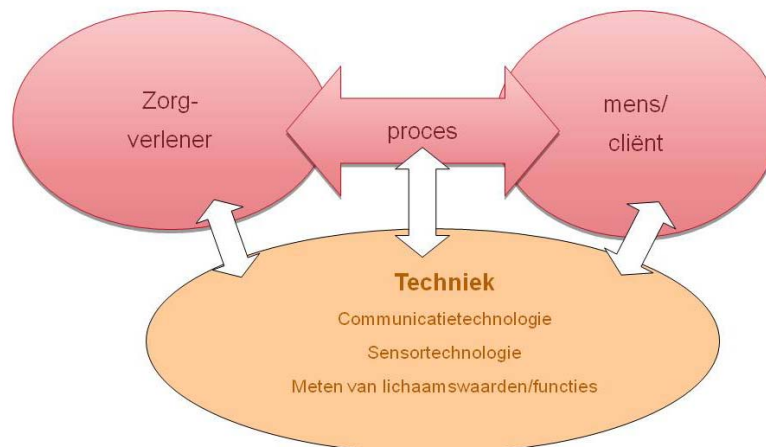 Zorg-
verlener
proces
mens/
cliënt
Techniek
Communicatietechnologie
Sensortechnologie
Meten van lichaamswaarden/functies